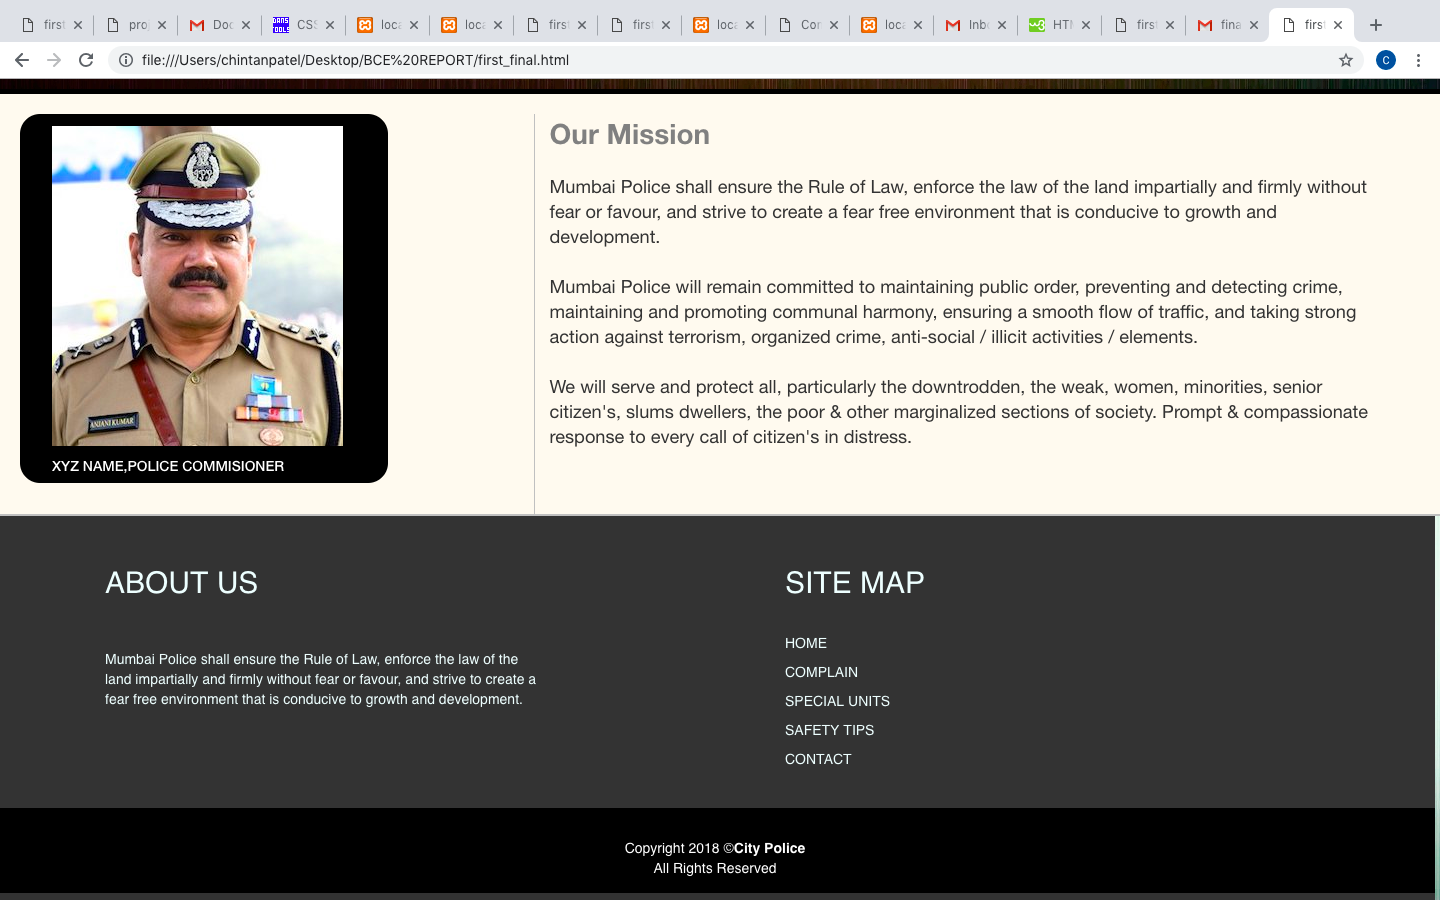 first
pro
Doc
CSS
loca
loca
first
first
loca
Cor
loca
Inb
HTM
first
fina
first
file:///Users/chintanpatel/Desktop/BCE%20REPORT/first_final.html
C
Our Mission
Mumbai Police shall ensure the Rule of Law, enforce the law of the land impartially and firmly without
fear or favour, and strive to create a fear free environment that is conducive to growth and
development.
Mumbai Police will remain committed to maintaining public order, preventing and detecting crime,
maintaining and promoting communal harmony, ensuring a smooth flow of traffic, and taking strong
action against terrorism, organized crime, anti-social / illicit activities / elements.
We will serve and protect all, particularly the downtrodden, the weak, women, minorities, senior
citizen's, slums dwellers, the poor & other marginalized sections of society. Prompt & compassionate
response to every call of citizen's in distress.
ANJANI KUMAR
XYZ NAME,POLICE COMMISIONER
ABOUT US
Mumbai Police shall ensure the Rule of Law, enforce the law of the
land impartially and firmly without fear or favour, and strive to create a
fear free environment that is conducive to growth and development.
SITE MAP
HOME
COMPLAIN
SPECIAL UNITS
SAFETY TIPS
CONTACT
Copyright 2018 ©City Police
All Rights Reserved